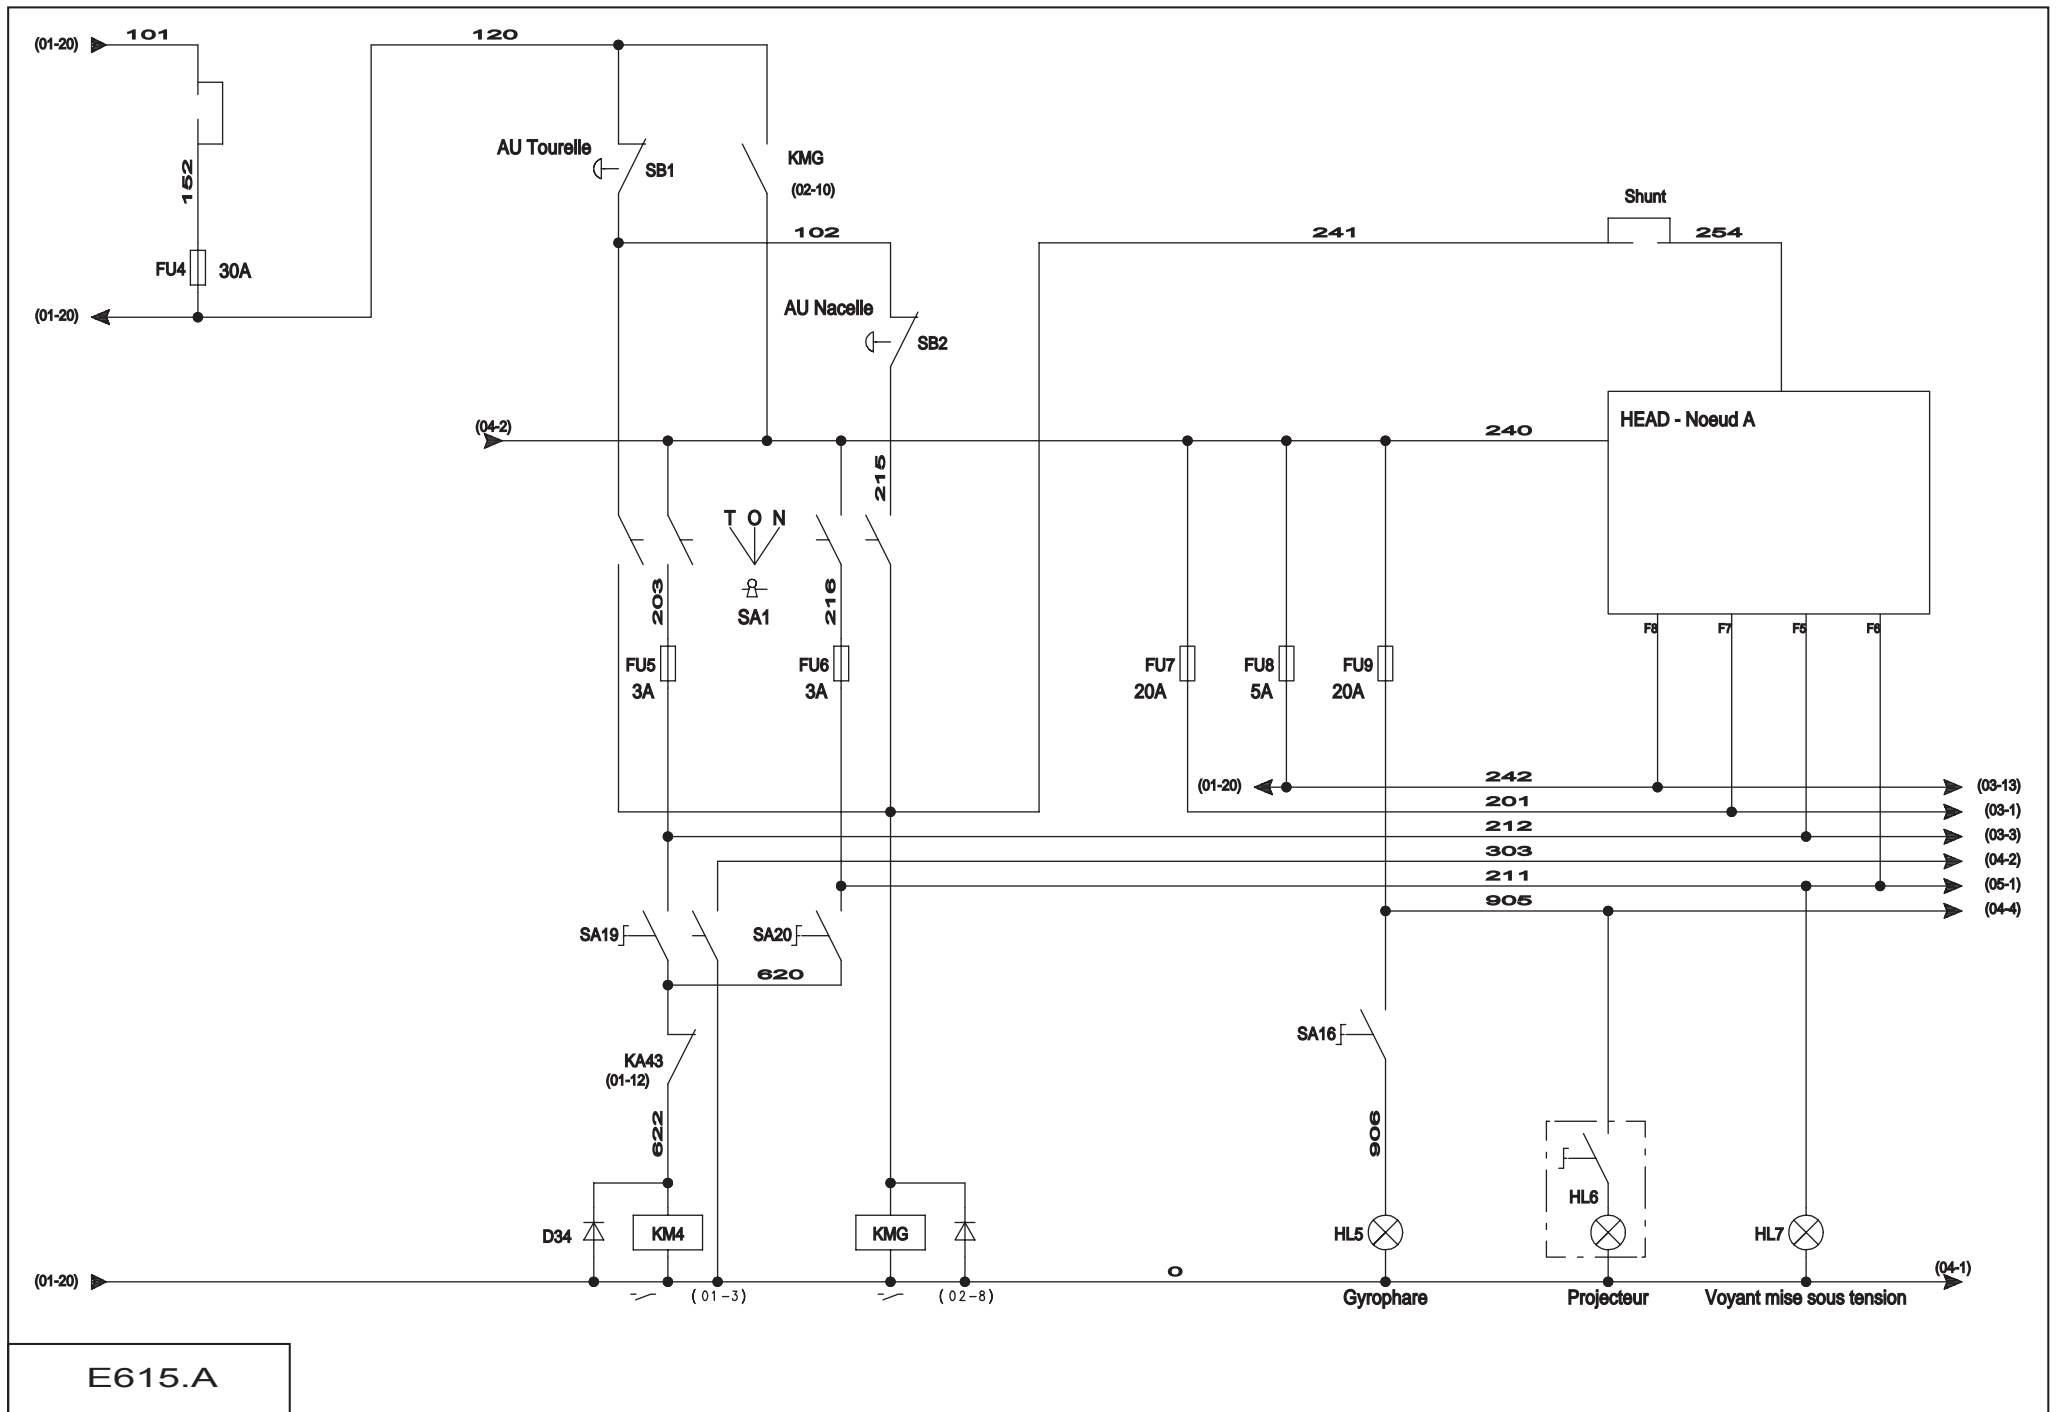 (01-20) 101 120
AU Tourelle SB1 KMG
(02-10)
152
Shunt
102 241 254
FU4 30A
(01-20)
AU Nacelle
SB2
(04-2) 240 HEAD - Noeud A
215
T O N
203 216
SA1
F8 F7 F5 F6
FU5 FU6 FU7 FU8 FU9
3A 3A 20A 5A 20A
(01-20) 242 (03-13)
201 (03-1)
212 (03-3)
303 (04-2)
211 (05-1)
905 (04-4)
SA19 SA20
620
SA16
KA43
(01-12)
622 906
HL6
D34 KM4 KMG HL5 HL7
(01-20) 0 (04-1)
(01-3) (02-8) Gyrophare Projecteur Voyant mise sous tension
E615.A